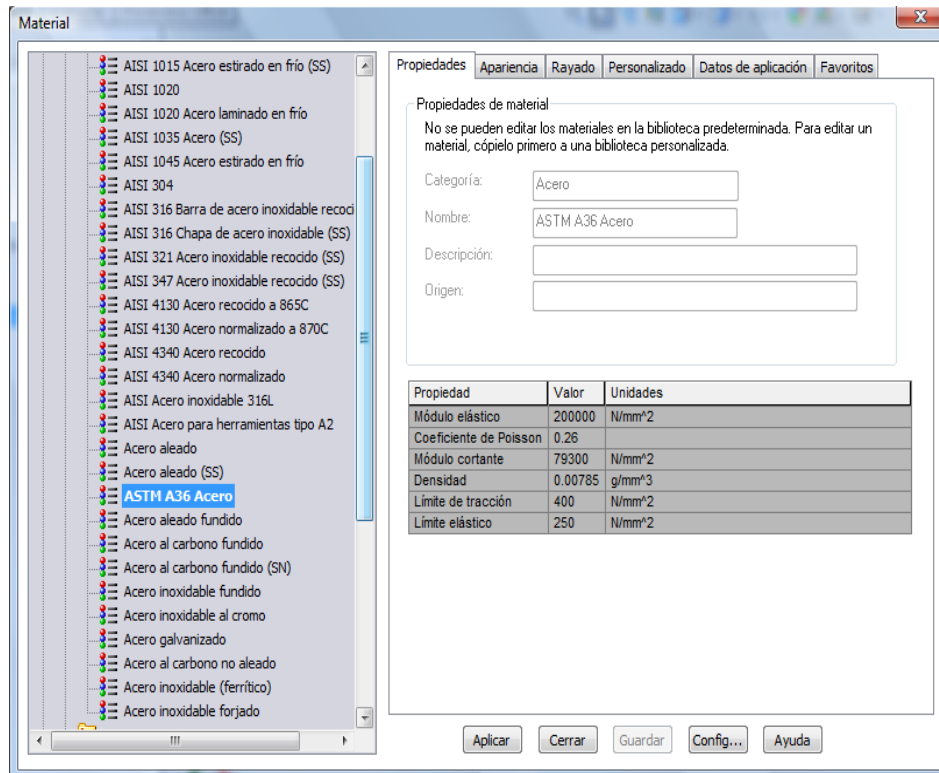 Material
AISI 1015 Acero estirado en frío (SS)
AISI 1020
AISI 1020 Acero laminado en frío
AISI 1035 Acero (SS)
AISI 1045 Acero estirado en frío
AISI 304
AISI 316 Barra de acero inoxidable recoci
AISI 316 Chapa de acero inoxidable (SS)
AISI 321 Acero inoxidable recocido (SS)
AISI 347 Acero inoxidable recocido (SS)
AISI 4130 Acero recocido a 865C
AISI 4130 Acero normalizado a 870C
AISI 4340 Acero recocido
AISI 4340 Acero normalizado
AISI Acero inoxidable 316L
AISI Acero para herramientas tipo A2
Acero aleado
Acero aleado (SS)
ASTM A36 Acero
Acero aleado fundido
Acero al carbono fundido
Acero al carbono fundido (SN)
Acero inoxidable fundido
Acero inoxidable al cromo
Acero galvanizado
Acero al carbono no aleado
Acero inoxidable (ferrítico)
Acero inoxidable forjado
Propiedades Apariencia Rayado Personalizado Datos de aplicación Favoritos
Propiedades de material
No se pueden editar los materiales en la biblioteca predeterminada. Para editar un
material, cópielo primero a una biblioteca personalizada.
Categoría: Acero
Nombre: ASTM A36 Acero
Descripción:
Origen:
Propiedad Valor Unidades
Módulo elástico 200000 N/mm^2
Coeficiente de Poisson 0.26
Módulo cortante 79300 N/mm^2
Densidad 0.00785 g/mm^3
Límite de tracción 400 N/mm^2
Límite elástico 250 N/mm^2
Aplicar Cerrar Guardar Config... Ayuda